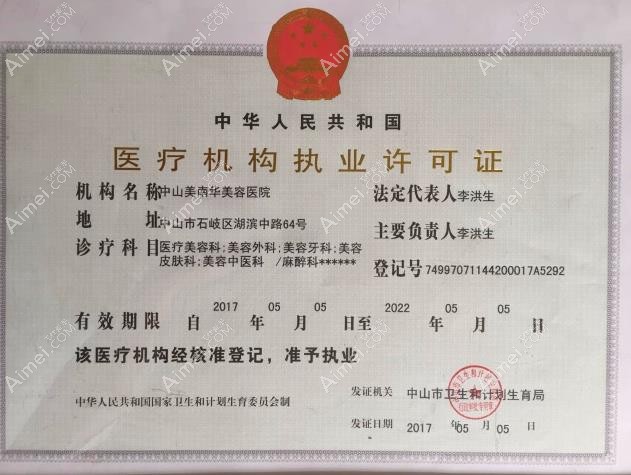 中华人民共和国
医疗机构执业许可证
机构名称 中山美南华美容医院 法定代表人 李洪生
地 址 中山市石岐区湖滨中路64号 主要负责人 李洪生
诊疗科目 医疗美容科;美容外科;美容牙科;美容
皮肤科;美容中医科 /麻醉科****** 登记号 74997071144200017A5292
有效期限 自 2017 年 05 月 05 日至 2022 年 05 月 05 日
该医疗机构经核准登记，准予执业
发证机关 中山市卫生和计划生育局
中华人民共和国国家卫生和计划生育委员会制
发证日期 2017 年 05 月 05 日
Aimei.COM